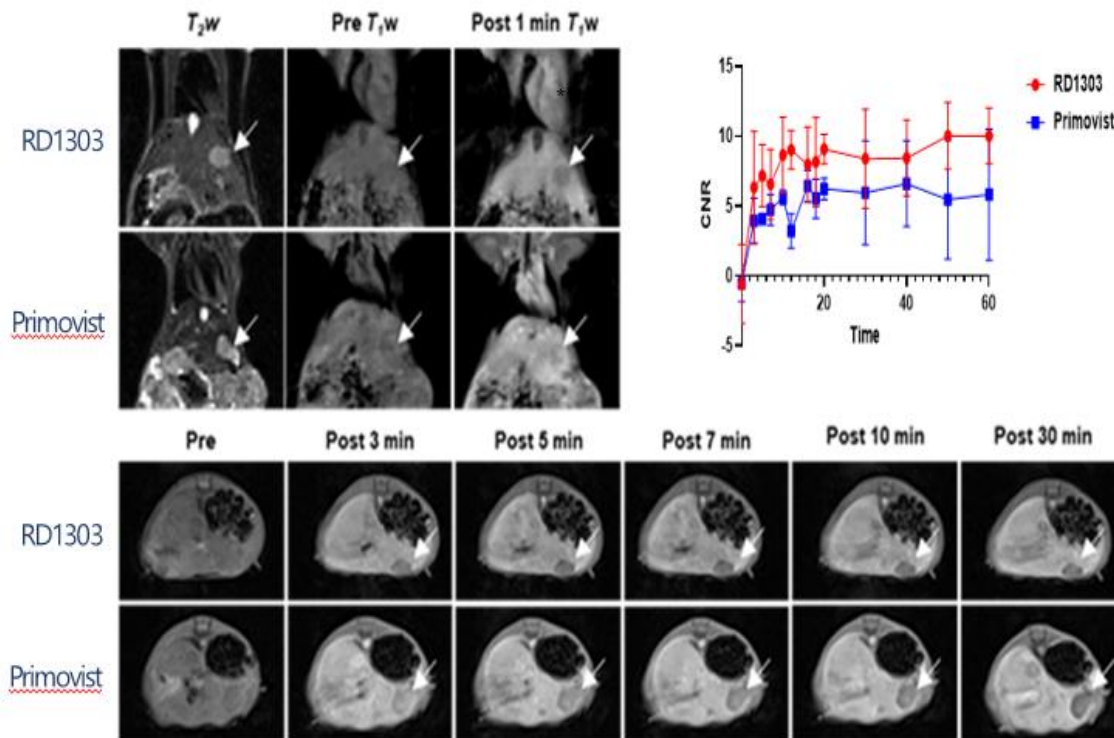 T₂w Pre T₁w Post 1 min T₁w
RD1303
*
Primovist
15
10
5
0
-5
CNR
20 40 60
Time
RD1303
Primovist
Pre Post 3 min Post 5 min Post 7 min Post 10 min Post 30 min
RD1303
Primovist